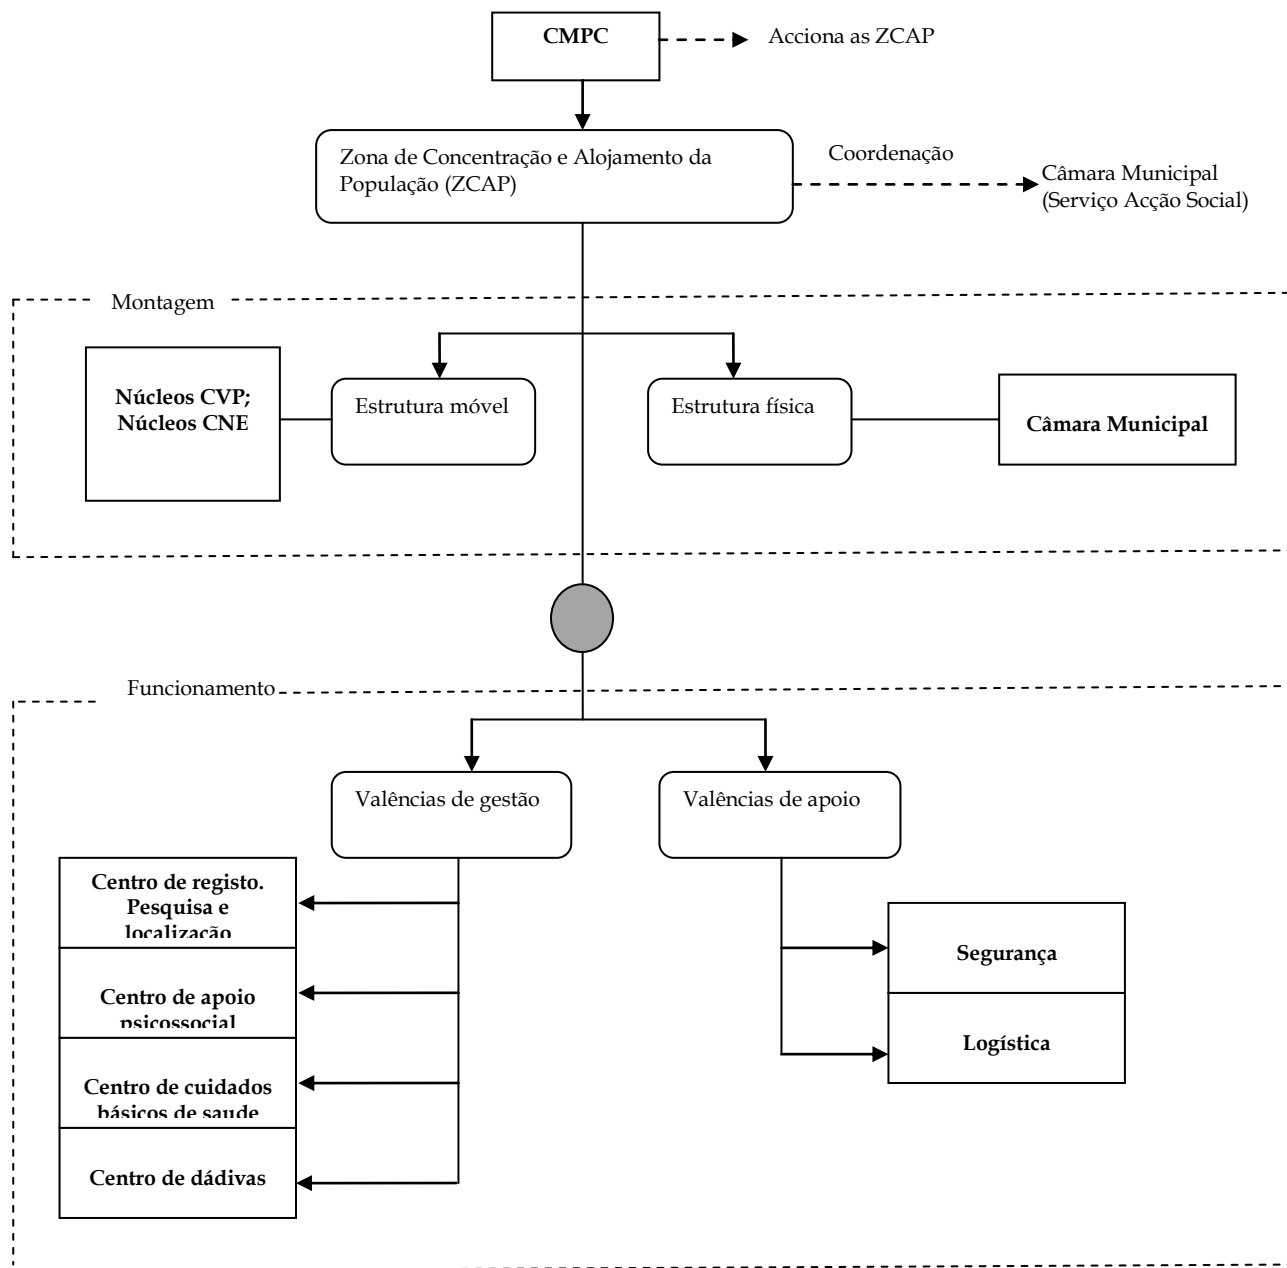 CMPC
Acciona as ZCAP
Zona de Concentração e Alojamento da
População (ZCAP)
Coordenação
Câmara Municipal
(Serviço Acção Social)
Montagem
Núcleos CVP;
Núcleos CNE
Estrutura móvel
Estrutura física
Câmara Municipal
Funcionamento
Valências de gestão
Valências de apoio
Centro de registo.
Pesquisa e
localização
Centro de apoio
psicossocial
Centro de cuidados
básicos de saude
Centro de dádivas
Segurança
Logística